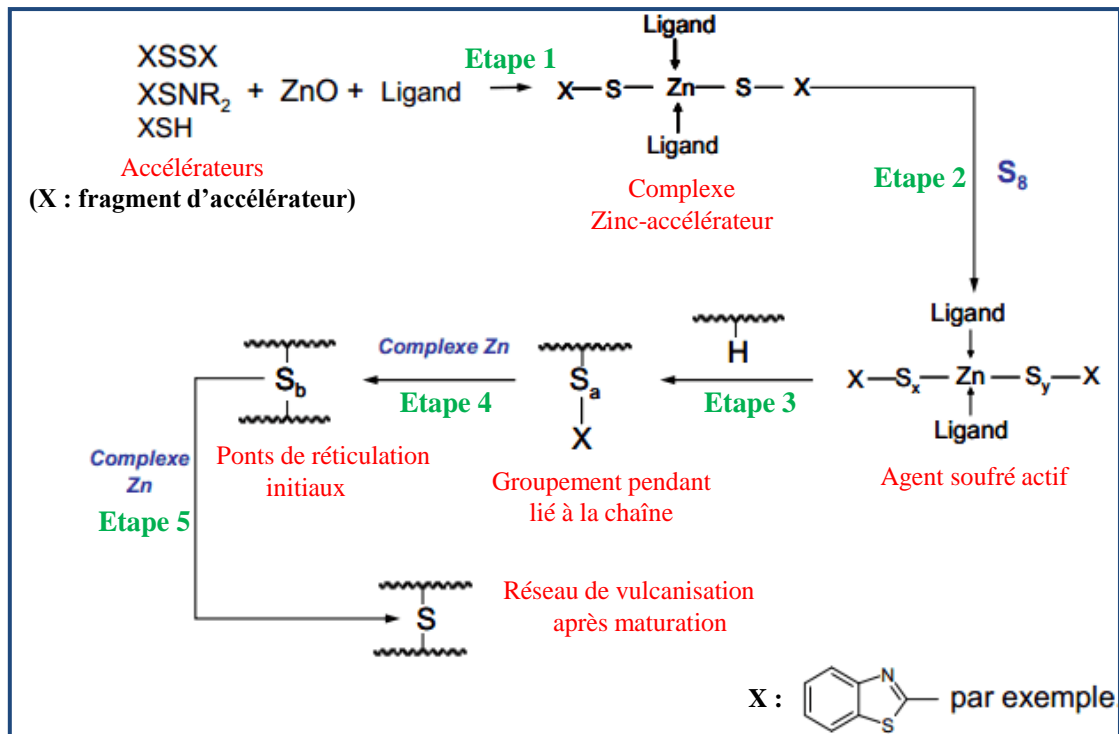 XSSX
XSNR2 + ZnO + Ligand
XSH
Accélérateurs
(X : fragment d’accélérateur)
Etape 1
Ligand
X—S—Zn—S—X
Ligand
Complexe
Zinc-accélérateur
Etape 2
S8
Ligand
X—Sx—Zn—Sy—X
Ligand
Agent soufré actif
H
Etape 3
Sa
X
Groupement pendant
lié à la chaîne
Complexe Zn
Etape 4
Sb
Ponts de réticulation
initiaux
Complexe
Zn
Etape 5
S
Réseau de vulcanisation
après maturation
X :
N
S
par exemple